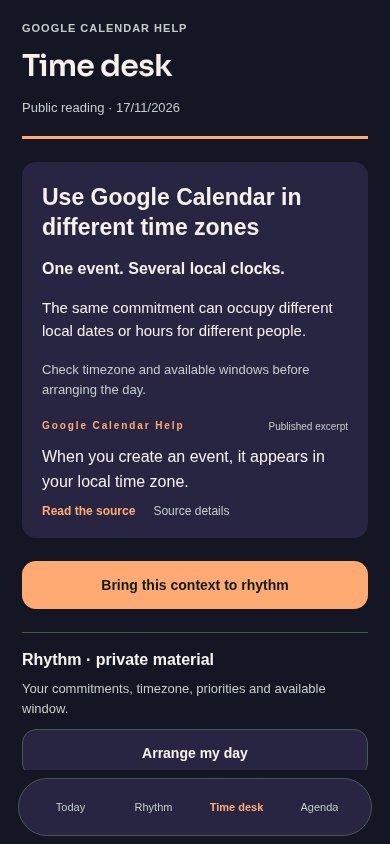 GOOGLE CALENDAR HELP
Time desk
Public reading · 17/11/2026
Use Google Calendar in
different time zones
One event. Several local clocks.
The same commitment can occupy different
local dates or hours for different people.
Check timezone and available windows before
arranging the day.
Google Calendar Help
Published excerpt
When you create an event, it appears in
your local time zone.
Read the source
Source details
Bring this context to rhythm
Rhythm · private material
Your commitments, timezone, priorities and available
window.
Arrange my day
Today
Rhythm
Time desk
Agenda